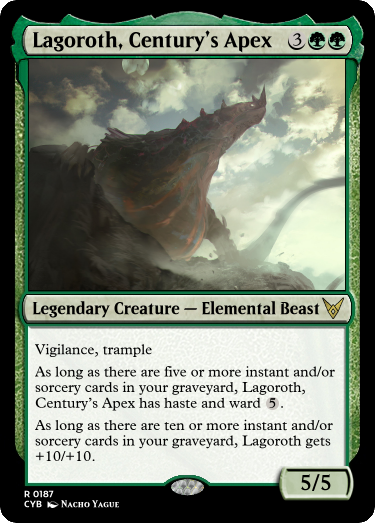 Lagoroth, Century's Apex 3
Legendary Creature — Elemental Beast
Vigilance, trample
As long as there are five or more instant and/or
sorcery cards in your graveyard, Lagoroth,
Century's Apex has haste and ward 5.
As long as there are ten or more instant and/or
sorcery cards in your graveyard, Lagoroth gets
+10/+10.
5/5
R 0187
CYB Nacho Yague